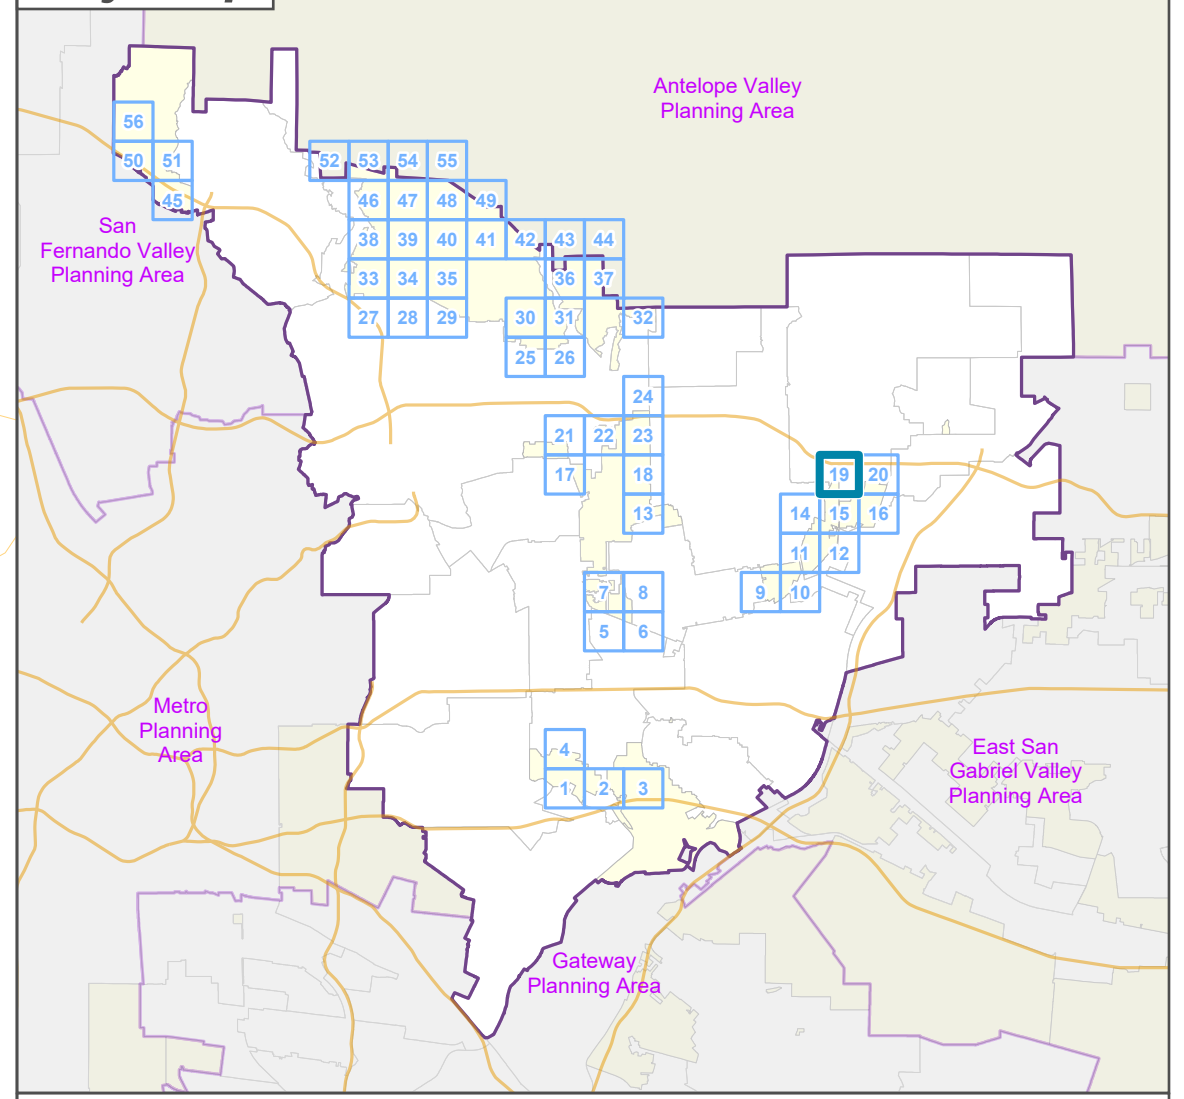 Antelope Valley
Planning Area
56
50 51
45
52 53 54 55
46 47 48 49
38 39 40 41 42 43 44
33 34 35 36 37
27 28 29 30 31 32
25 26
San
Fernando Valley
Planning Area
24
21 22 23
17 18
13
19 20
14 15 16
11 12
9 10
7 8
5 6
Metro
Planning
Area
4
1 2 3
East San
Gabriel Valley
Planning Area
Gateway
Planning Area